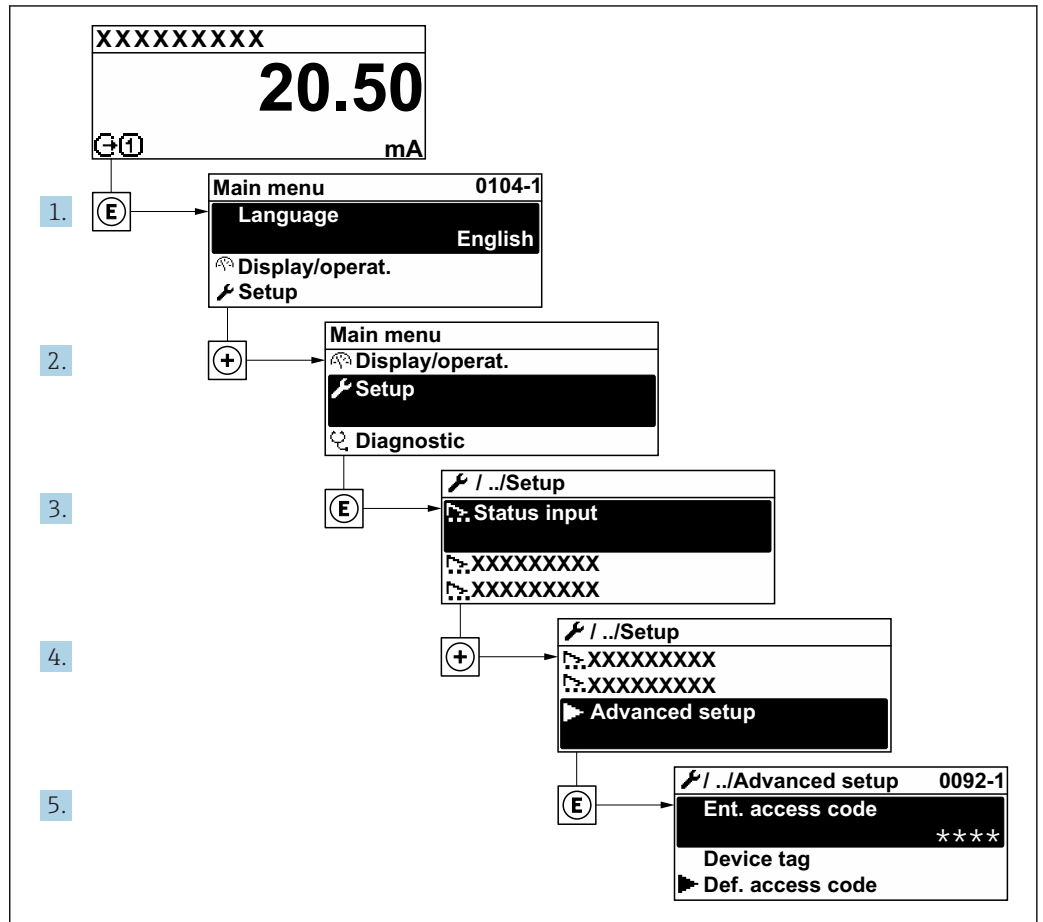 XXXXXXXXX
20.50
1 mA
1. E
Main menu 0104-1
Language
English
Display/operat.
Setup
2. +
Main menu
Display/operat.
Setup
Diagnostic
3. E
/ ../Setup
Status input
XXXXXXXXX
XXXXXXXXX
4. +
/ ../Setup
XXXXXXXXX
XXXXXXXXX
Advanced setup
5. E
/ ../Advanced setup 0092-1
Ent. access code
****
Device tag
Def. access code